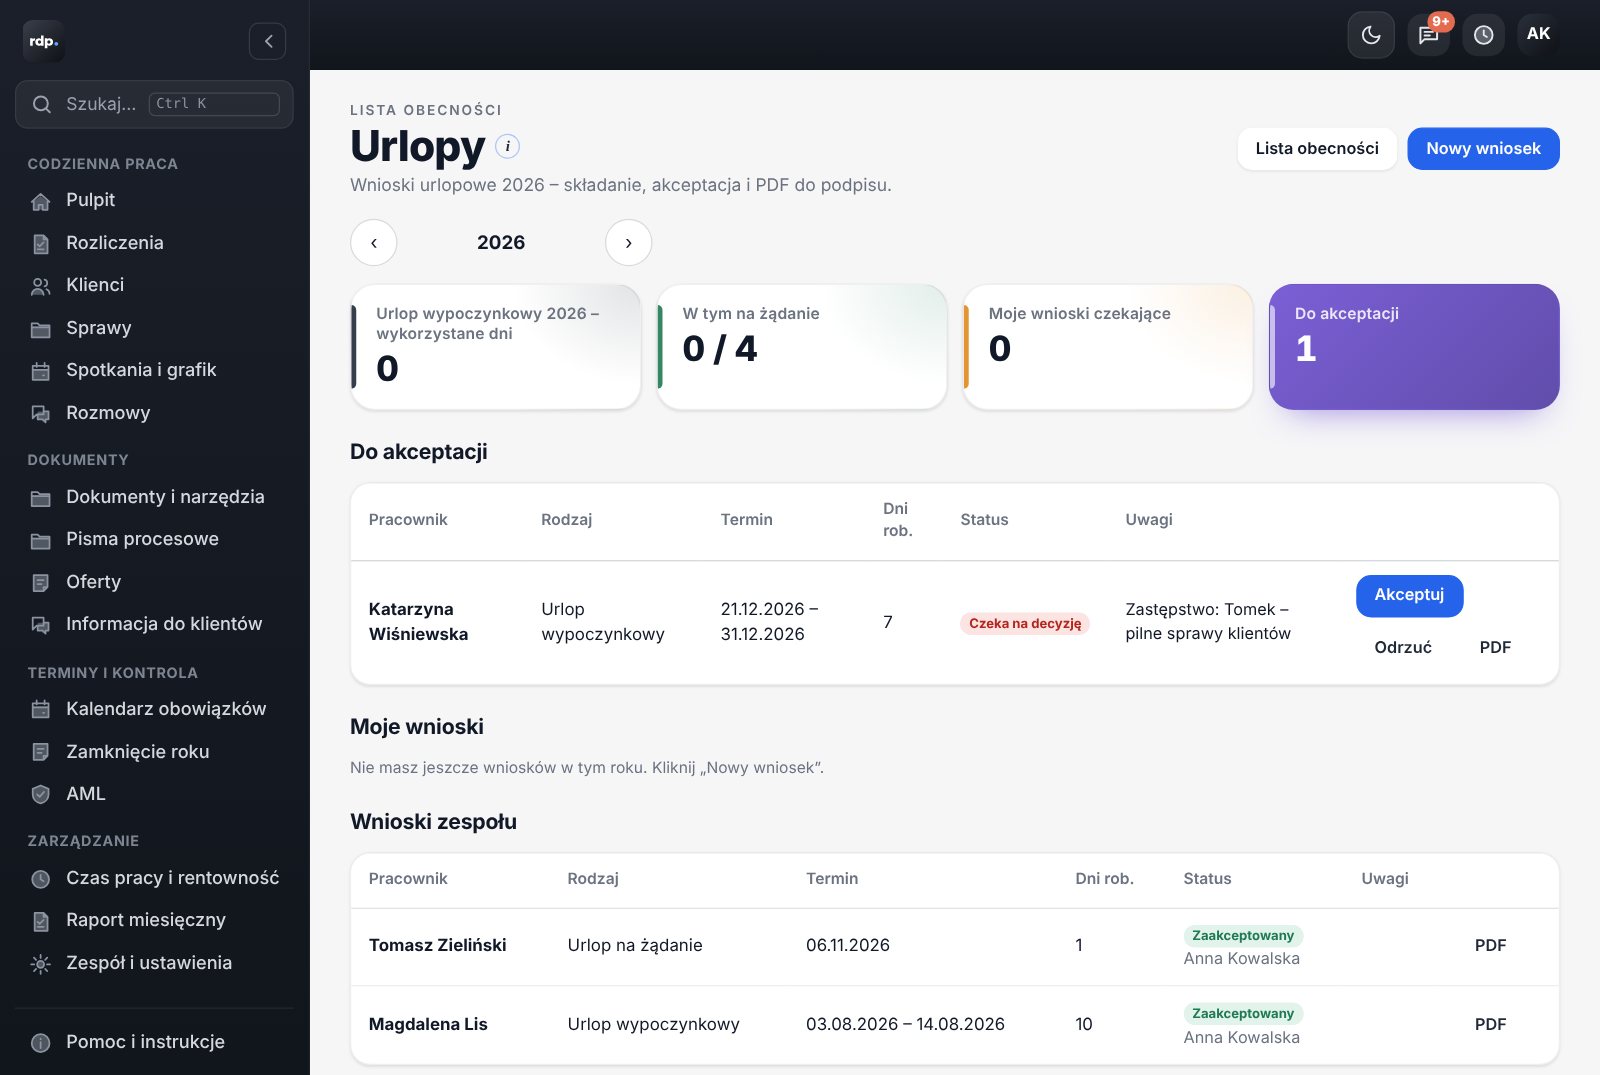 rdp.
Szukaj... Ctrl K
CODZIENNA PRACA
Pulpit
Rozliczenia
Klienci
Sprawy
Spotkania i grafik
Rozmowy
DOKUMENTY
Dokumenty i narzędzia
Pisma procesowe
Oferty
Informacja do klientów
TERMINY I KONTROLA
Kalendarz obowiązków
Zamknięcie roku
AML
ZARZĄDZANIE
Czas pracy i rentowność
Raport miesięczny
Zespół i ustawienia
Pomoc i instrukcje
9+
AK
LISTA OBECNOŚCI
Urlopy i
Wnioski urlopowe 2026 – składanie, akceptacja i PDF do podpisu.
Lista obecności
Nowy wniosek
‹ 2026 ›
Urlop wypoczynkowy 2026 –
wykorzystane dni
0
W tym na żądanie
0 / 4
Moje wnioski czekające
0
Do akceptacji
1
Do akceptacji
Pracownik Rodzaj Termin Dni rob. Status Uwagi
Katarzyna Wiśniewska
Urlop wypoczynkowy
21.12.2026 – 31.12.2026
7
Czeka na decyzję
Zastępstwo: Tomek –
pilne sprawy klientów
Akceptuj
Odrzuć PDF
Moje wnioski
Nie masz jeszcze wniosków w tym roku. Kliknij „Nowy wniosek”.
Wnioski zespołu
Pracownik Rodzaj Termin Dni rob. Status Uwagi
Tomasz Zieliński Urlop na żądanie 06.11.2026 1 Zaakceptowany PDF
Anna Kowalska
Magdalena Lis Urlop wypoczynkowy 03.08.2026 – 14.08.2026 10 Zaakceptowany PDF
Anna Kowalska